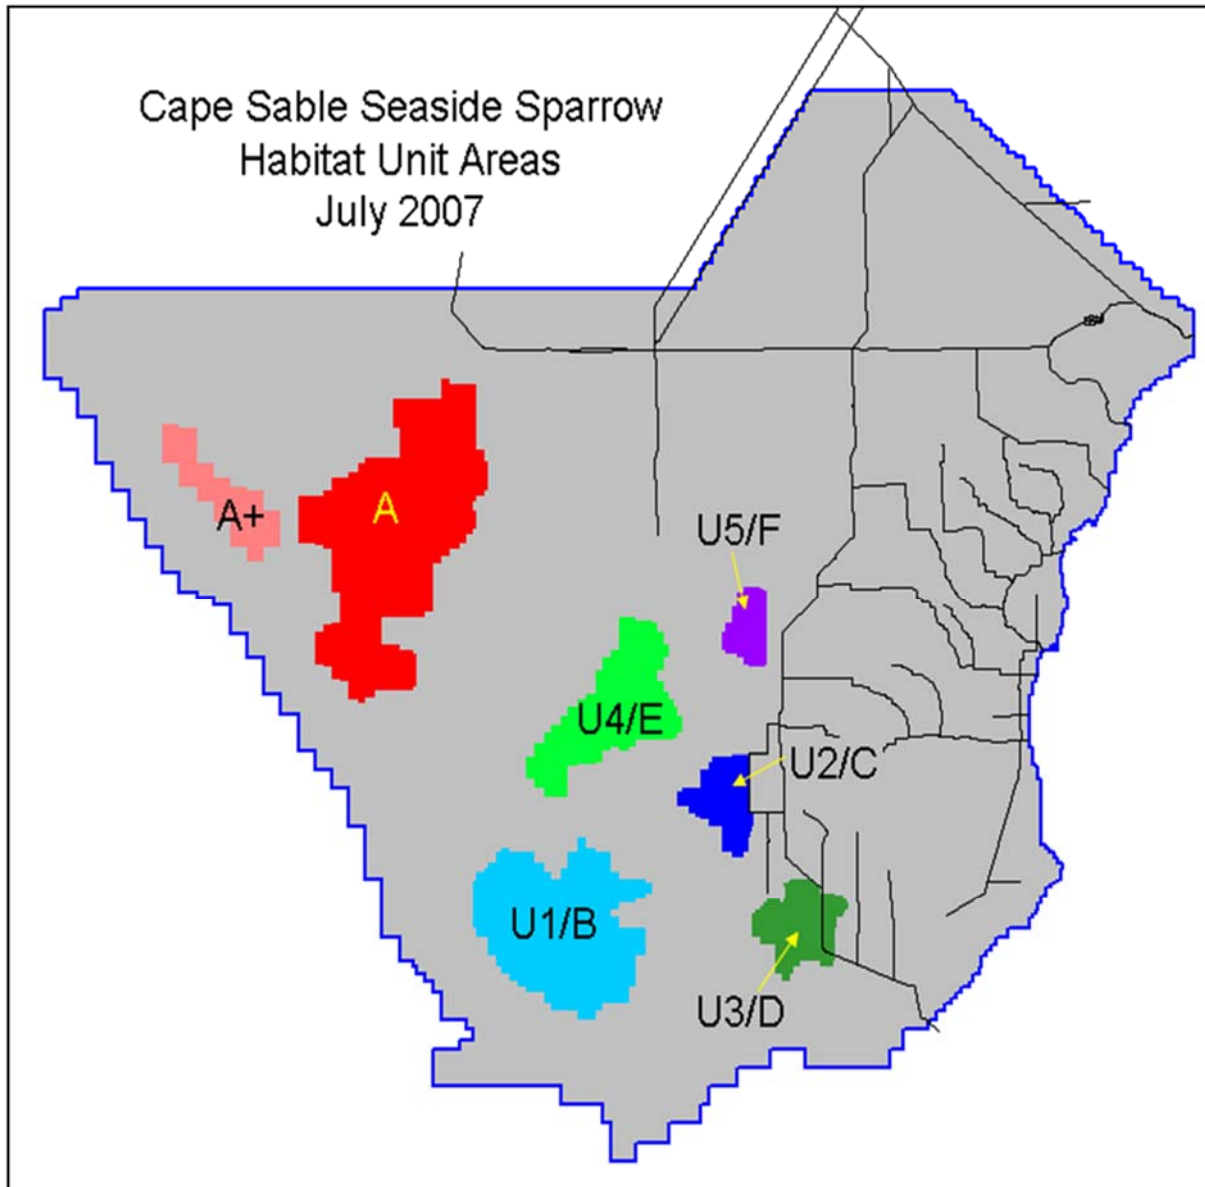 Cape Sable Seaside Sparrow
Habitat Unit Areas
July 2007
A+
A
U5/F
U4/E
U2/C
U1/B
U3/D